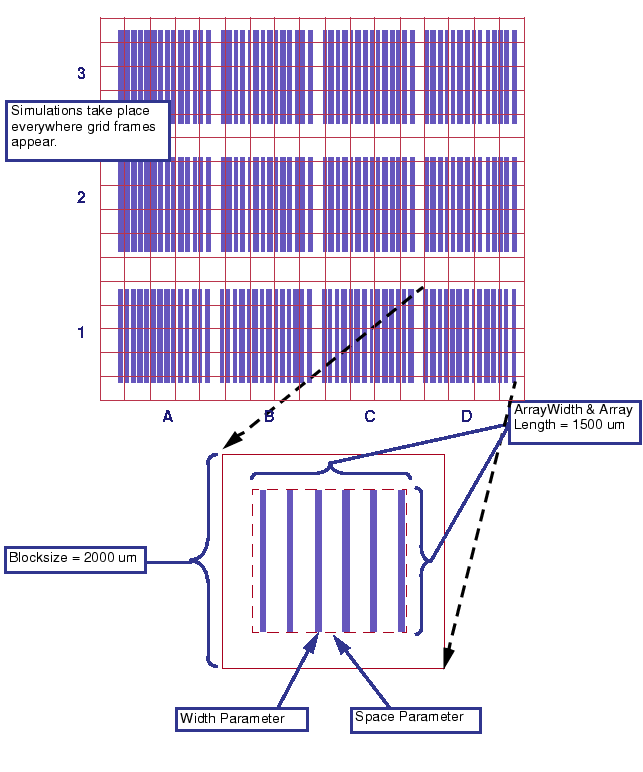 3
Simulations take place
everywhere grid frames
appear.
2
1
A B C D
ArrayWidth & Array
Length = 1500 um
Blocksize = 2000 um
Width Parameter
Space Parameter